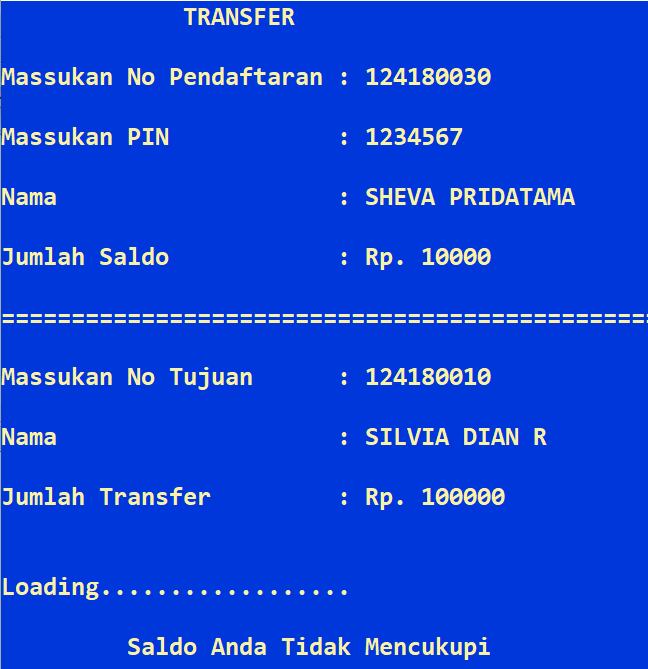 TRANSFER
Massukan No Pendaftaran : 124180030
Massukan PIN : 1234567
Nama : SHEVA PRIDATAMA
Jumlah Saldo : Rp. 10000
===============================================
Massukan No Tujuan : 124180010
Nama : SILVIA DIAN R
Jumlah Transfer : Rp. 100000
Loading..................
Saldo Anda Tidak Mencukupi